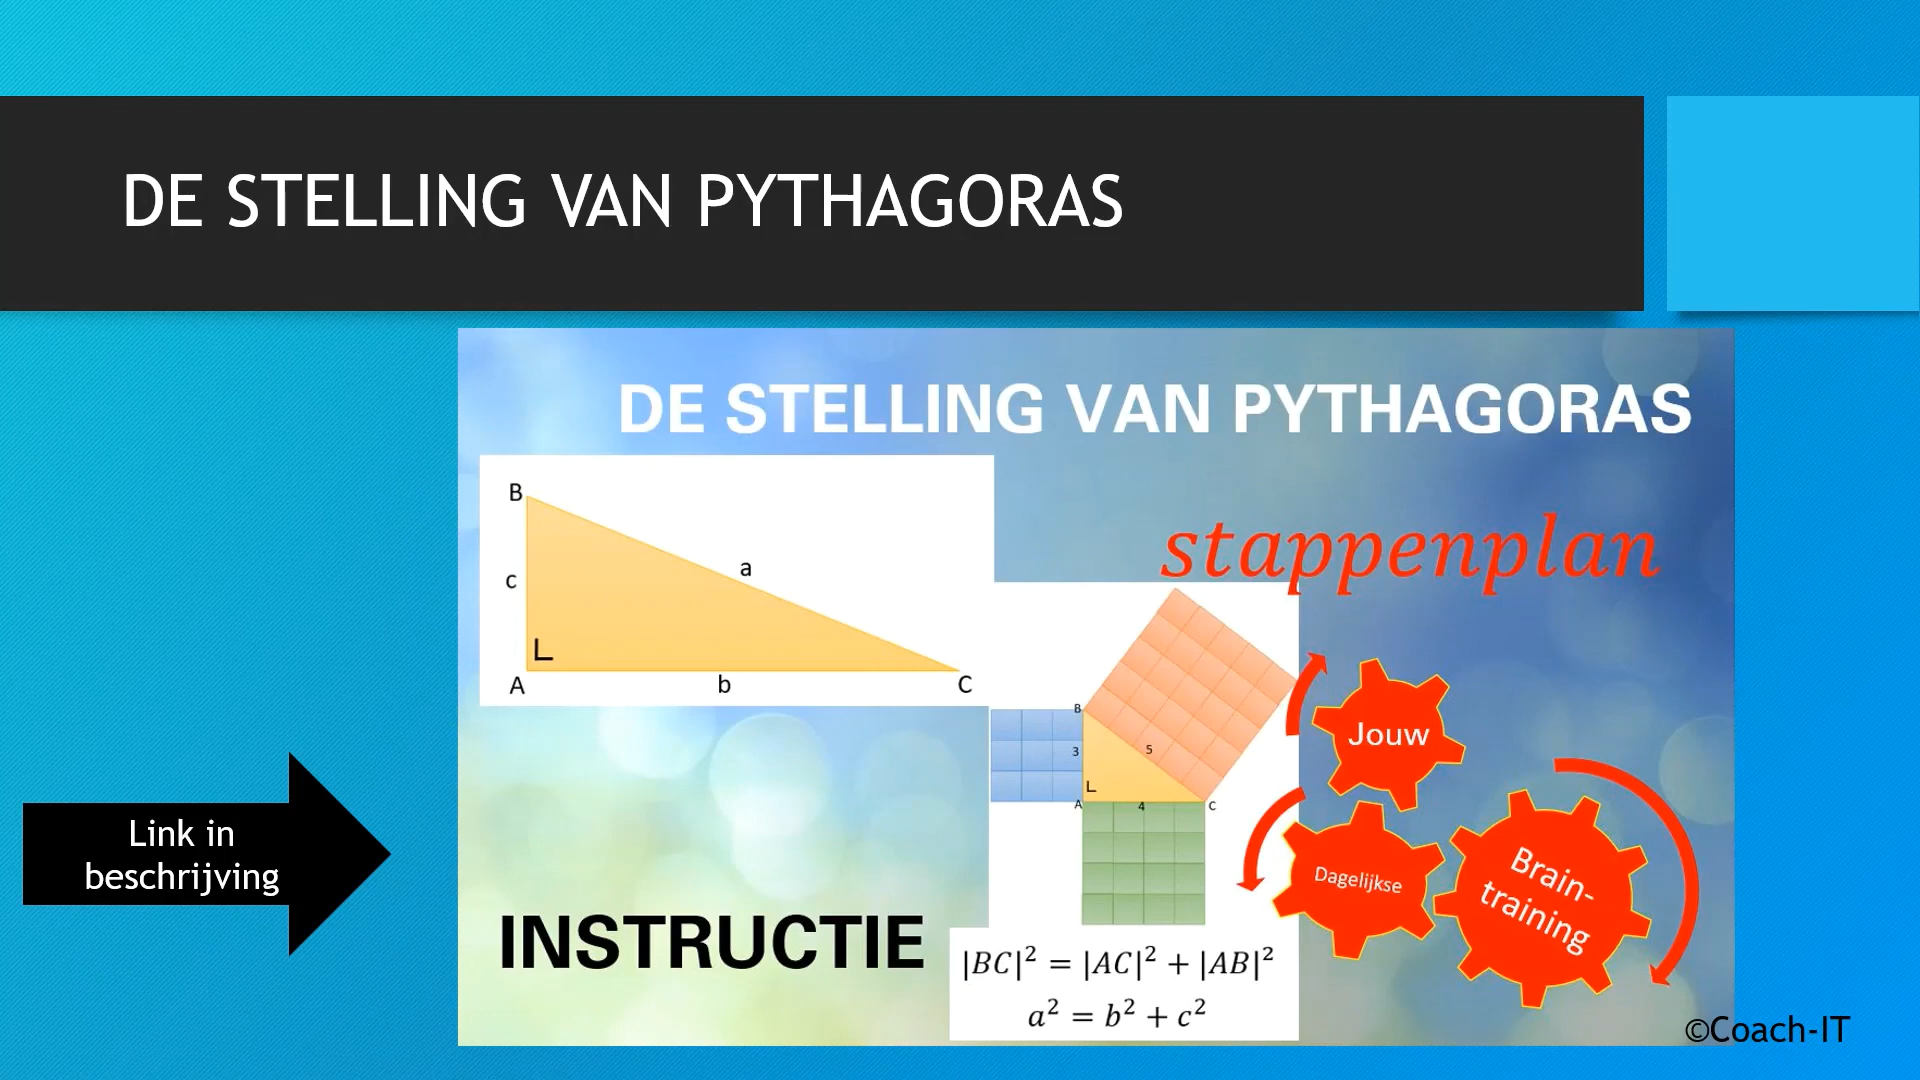 DE STELLING VAN PYTHAGORAS
DE STELLING VAN PYTHAGORAS
stappenplan
B
a
c
L
A
b
C
B
3
5
L
A
4
C
Jouw
Dagelijkse
Brain-
training
Link in
beschrijving
INSTRUCTIE
|BC|² = |AC|² + |AB|²
a² = b² + c²
©Coach-IT